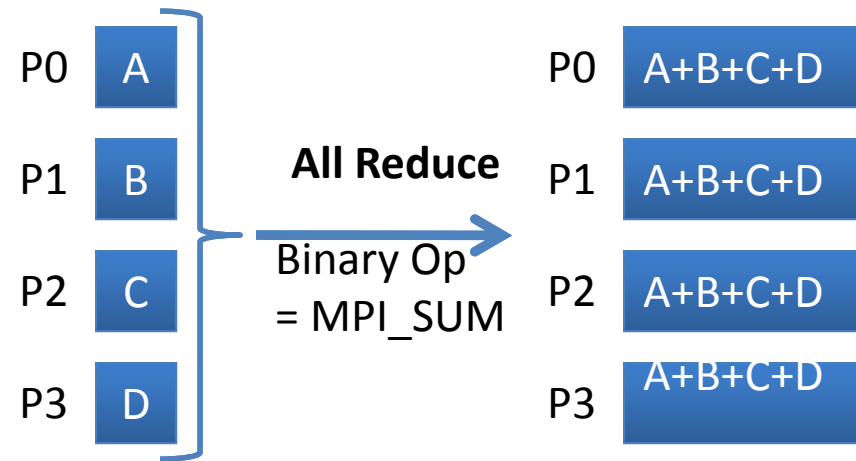 P0 A
P1 B
P2 C
P3 D
All Reduce
Binary Op
= MPI_SUM
P0 A+B+C+D
P1 A+B+C+D
P2 A+B+C+D
P3 A+B+C+D